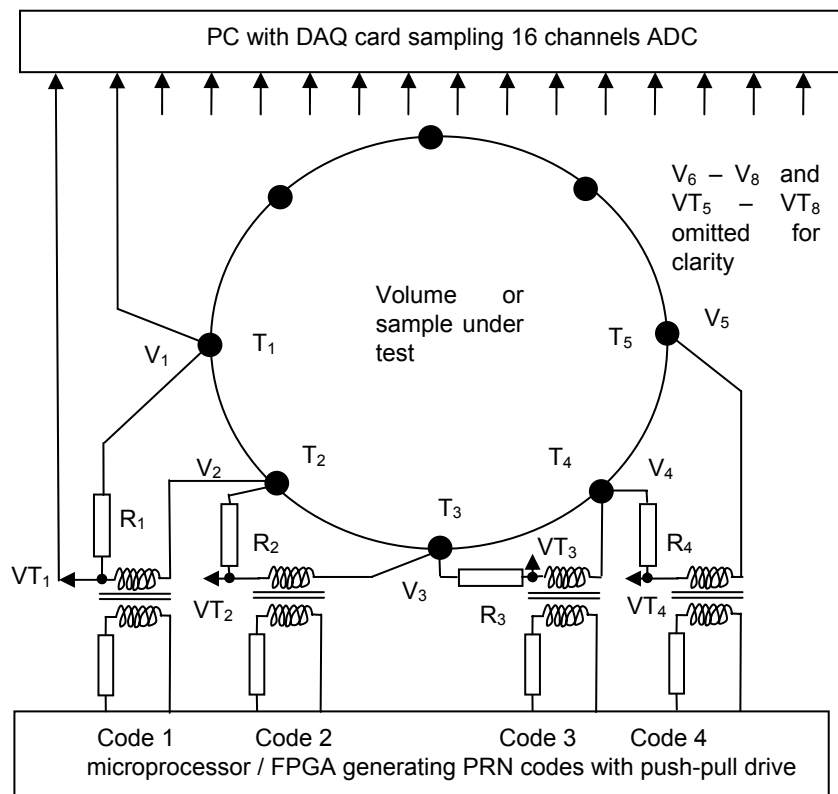 PC with DAQ card sampling 16 channels ADC
V₆ – V₈ and
VT₅ – VT₈
omitted for
clarity
Volume or
sample under
test
V₁
T₁
T₅
V₅
V₂
T₂
T₄
V₄
R₁
R₂
T₃
VT₃
R₄
VT₁
VT₂
V₃
R₃
VT₄
Code 1
Code 2
Code 3
Code 4
microprocessor / FPGA generating PRN codes with push-pull drive